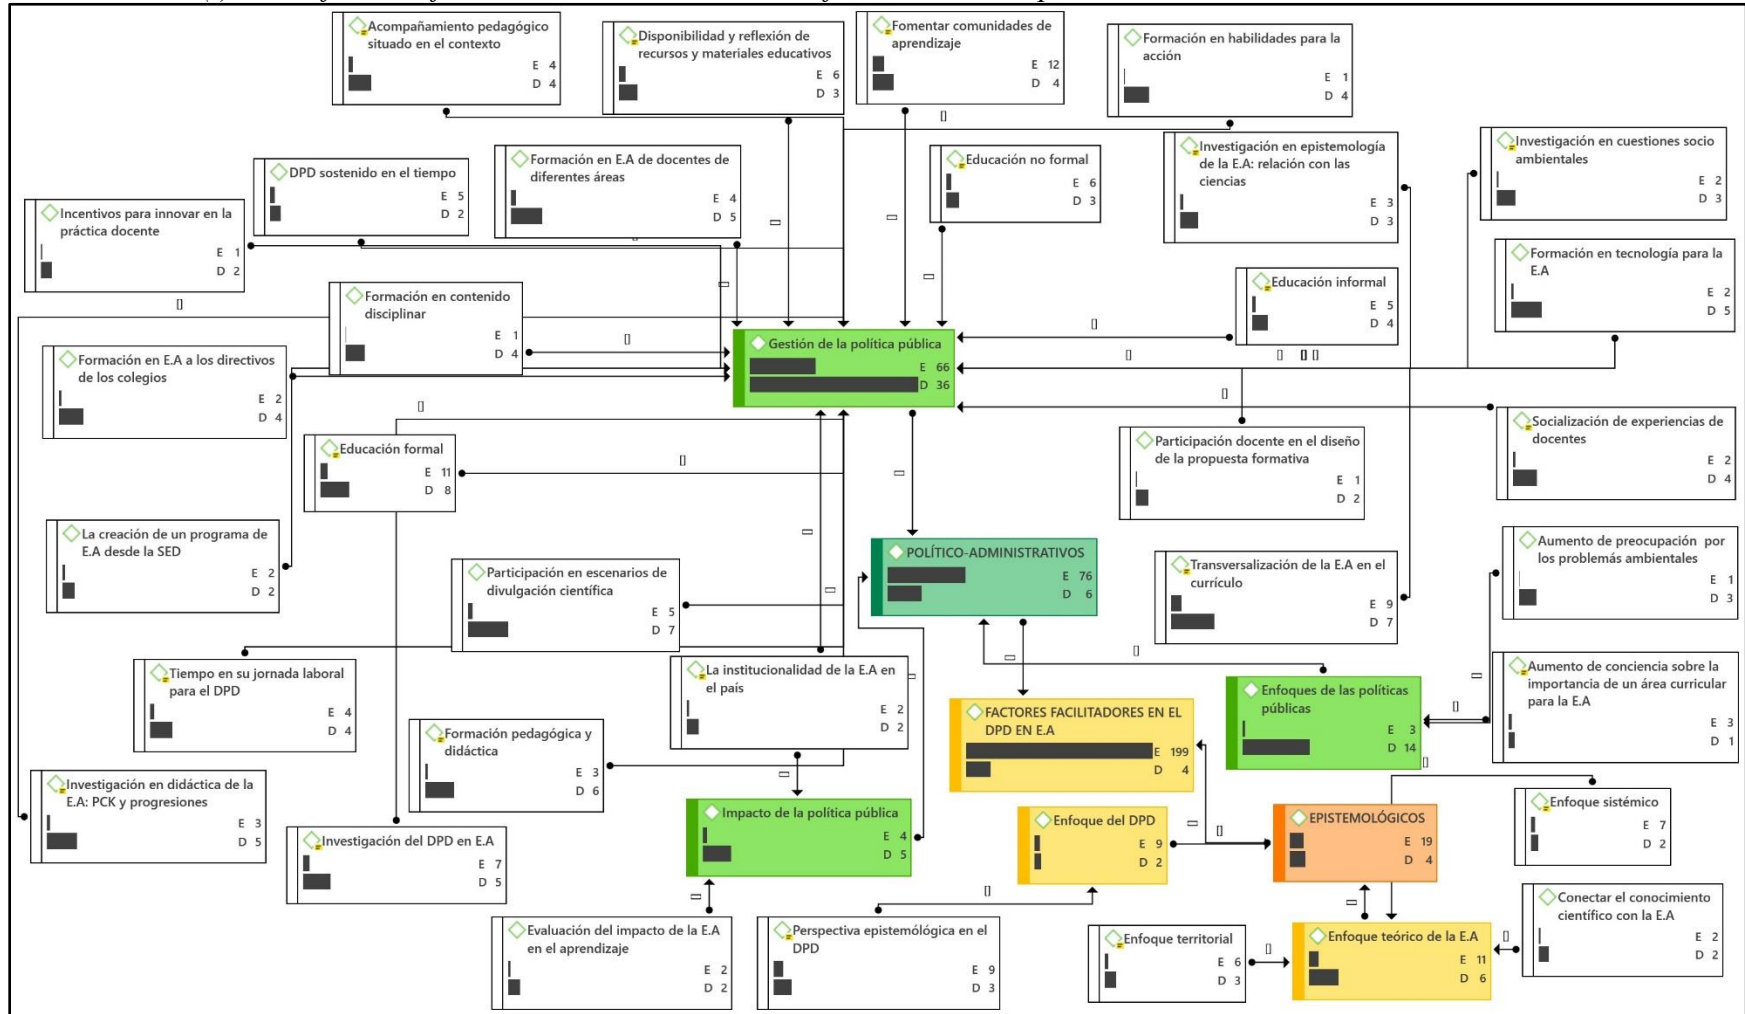 Acompañamiento pedagógico
situado en el contexto
E 4
D 4
Disponibilidad y reflexión de
recursos y materiales educativos
E 6
D 3
Fomentar comunidades de
aprendizaje
E 12
D 4
Formación en habilidades para la
acción
E 1
D 4
Incentivos para innovar en la
práctica docente
E 1
D 2
DPD sostenido en el tiempo
E 5
D 2
Formación en E.A de docentes de
diferentes áreas
E 4
D 5
Educación no formal
E 6
D 3
Investigación en epistemología
de la E.A: relación con las
ciencias
E 3
D 3
Investigación en cuestiones socio
ambientales
E 2
D 3
Formación en tecnología para la
E.A
E 2
D 5
Educación informal
E 5
D 4
Formación en contenido
disciplinar
E 1
D 4
Gestión de la política pública
E 66
D 36
Formación en E.A a los directivos
de los colegios
E 2
D 4
Educación formal
E 11
D 8
Participación docente en el diseño
de la propuesta formativa
E 1
D 2
Socialización de experiencias de
docentes
E 2
D 4
La creación de un programa de
E.A desde la SED
E 2
D 2
Participación en escenarios de
divulgación científica
E 5
D 7
POLÍTICO-ADMINISTRATIVOS
E 76
D 6
Transversalización de la E.A en el
currículo
E 9
D 7
Aumento de preocupación por
los problemás ambientales
E 1
D 3
Tiempo en su jornada laboral
para el DPD
E 4
D 4
La institucionalidad de la E.A en
el país
E 2
D 2
Formación pedagógica y
didáctica
E 3
D 6
FACTORES FACILITADORES EN EL
DPD EN E.A
E 199
D 4
Enfoques de las políticas
públicas
E 3
D 14
Aumento de conciencia sobre la
importancia de un área curricular
para la E.A
E 3
D 1
Investigación en didáctica de la
E.A: PCK y progresiones
E 3
D 5
Investigación del DPD en E.A
E 7
D 5
Impacto de la política pública
E 4
D 5
Enfoque del DPD
E 9
D 2
EPISTEMOLÓGICOS
E 19
D 4
Enfoque sistémico
E 7
D 2
Evaluación del impacto de la E.A
en el aprendizaje
E 2
D 2
Perspectiva epistemólógica en el
DPD
E 9
D 3
Enfoque territorial
E 6
D 3
Enfoque teórico de la E.A
E 11
D 6
Conectar el conocimiento
científico con la E.A
E 2
D 2